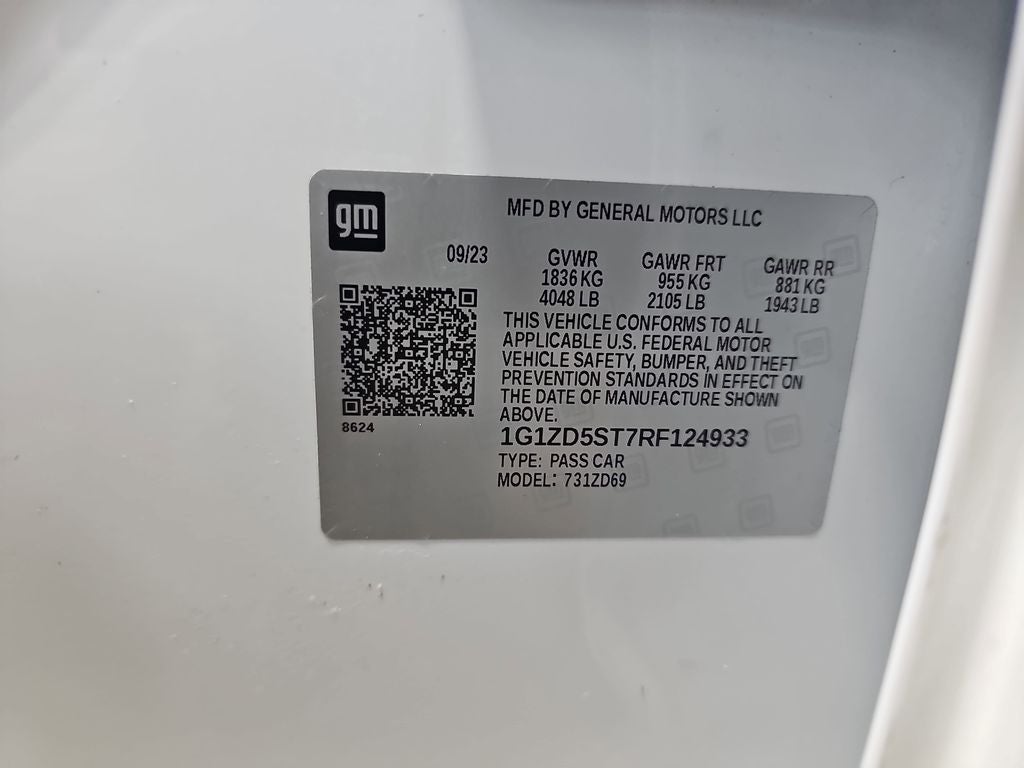 gm
MFD BY GENERAL MOTORS LLC
09/23
GVWR GAWR FRT GAWR RR
1836 KG 955 KG 881 KG
4048 LB 2105 LB 1943 LB
THIS VEHICLE CONFORMS TO ALL
APPLICABLE U.S. FEDERAL MOTOR
VEHICLE SAFETY, BUMPER, AND THEFT
PREVENTION STANDARDS IN EFFECT ON
THE DATE OF MANUFACTURE SHOWN
ABOVE.
8624
1G1ZD5ST7RF124933
TYPE: PASS CAR
MODEL: 731ZD69